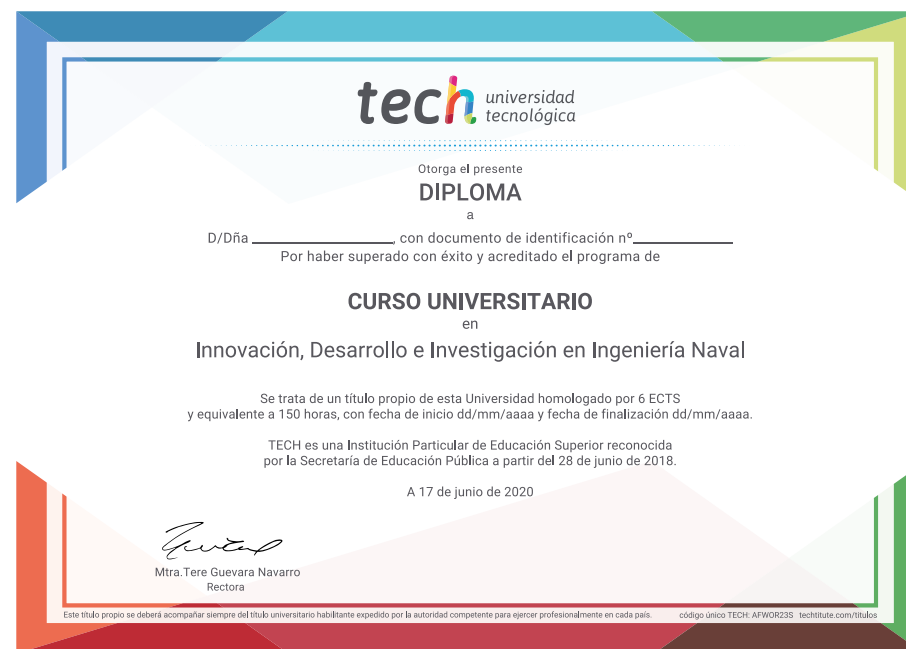 tech universidad
tecnológica
Otorga el presente
DIPLOMA
a
D/Dña ____________________, con documento de identificación nº______________
Por haber superado con éxito y acreditado el programa de
CURSO UNIVERSITARIO
en
Innovación, Desarrollo e Investigación en Ingeniería Naval
Se trata de un título propio de esta Universidad homologado por 6 ECTS
y equivalente a 150 horas, con fecha de inicio dd/mm/aaaa y fecha de finalización dd/mm/aaaa.
TECH es una Institución Particular de Educación Superior reconocida
por la Secretaría de Educación Pública a partir del 28 de junio de 2018.
A 17 de junio de 2020
Mtra.Tere Guevara Navarro
Rectora
Este título propio se deberá acompañar siempre del título universitario habilitante expedido por la autoridad competente para ejercer profesionalmente en cada país. código único TECH: AFWOR23S techtitute.com/titulos